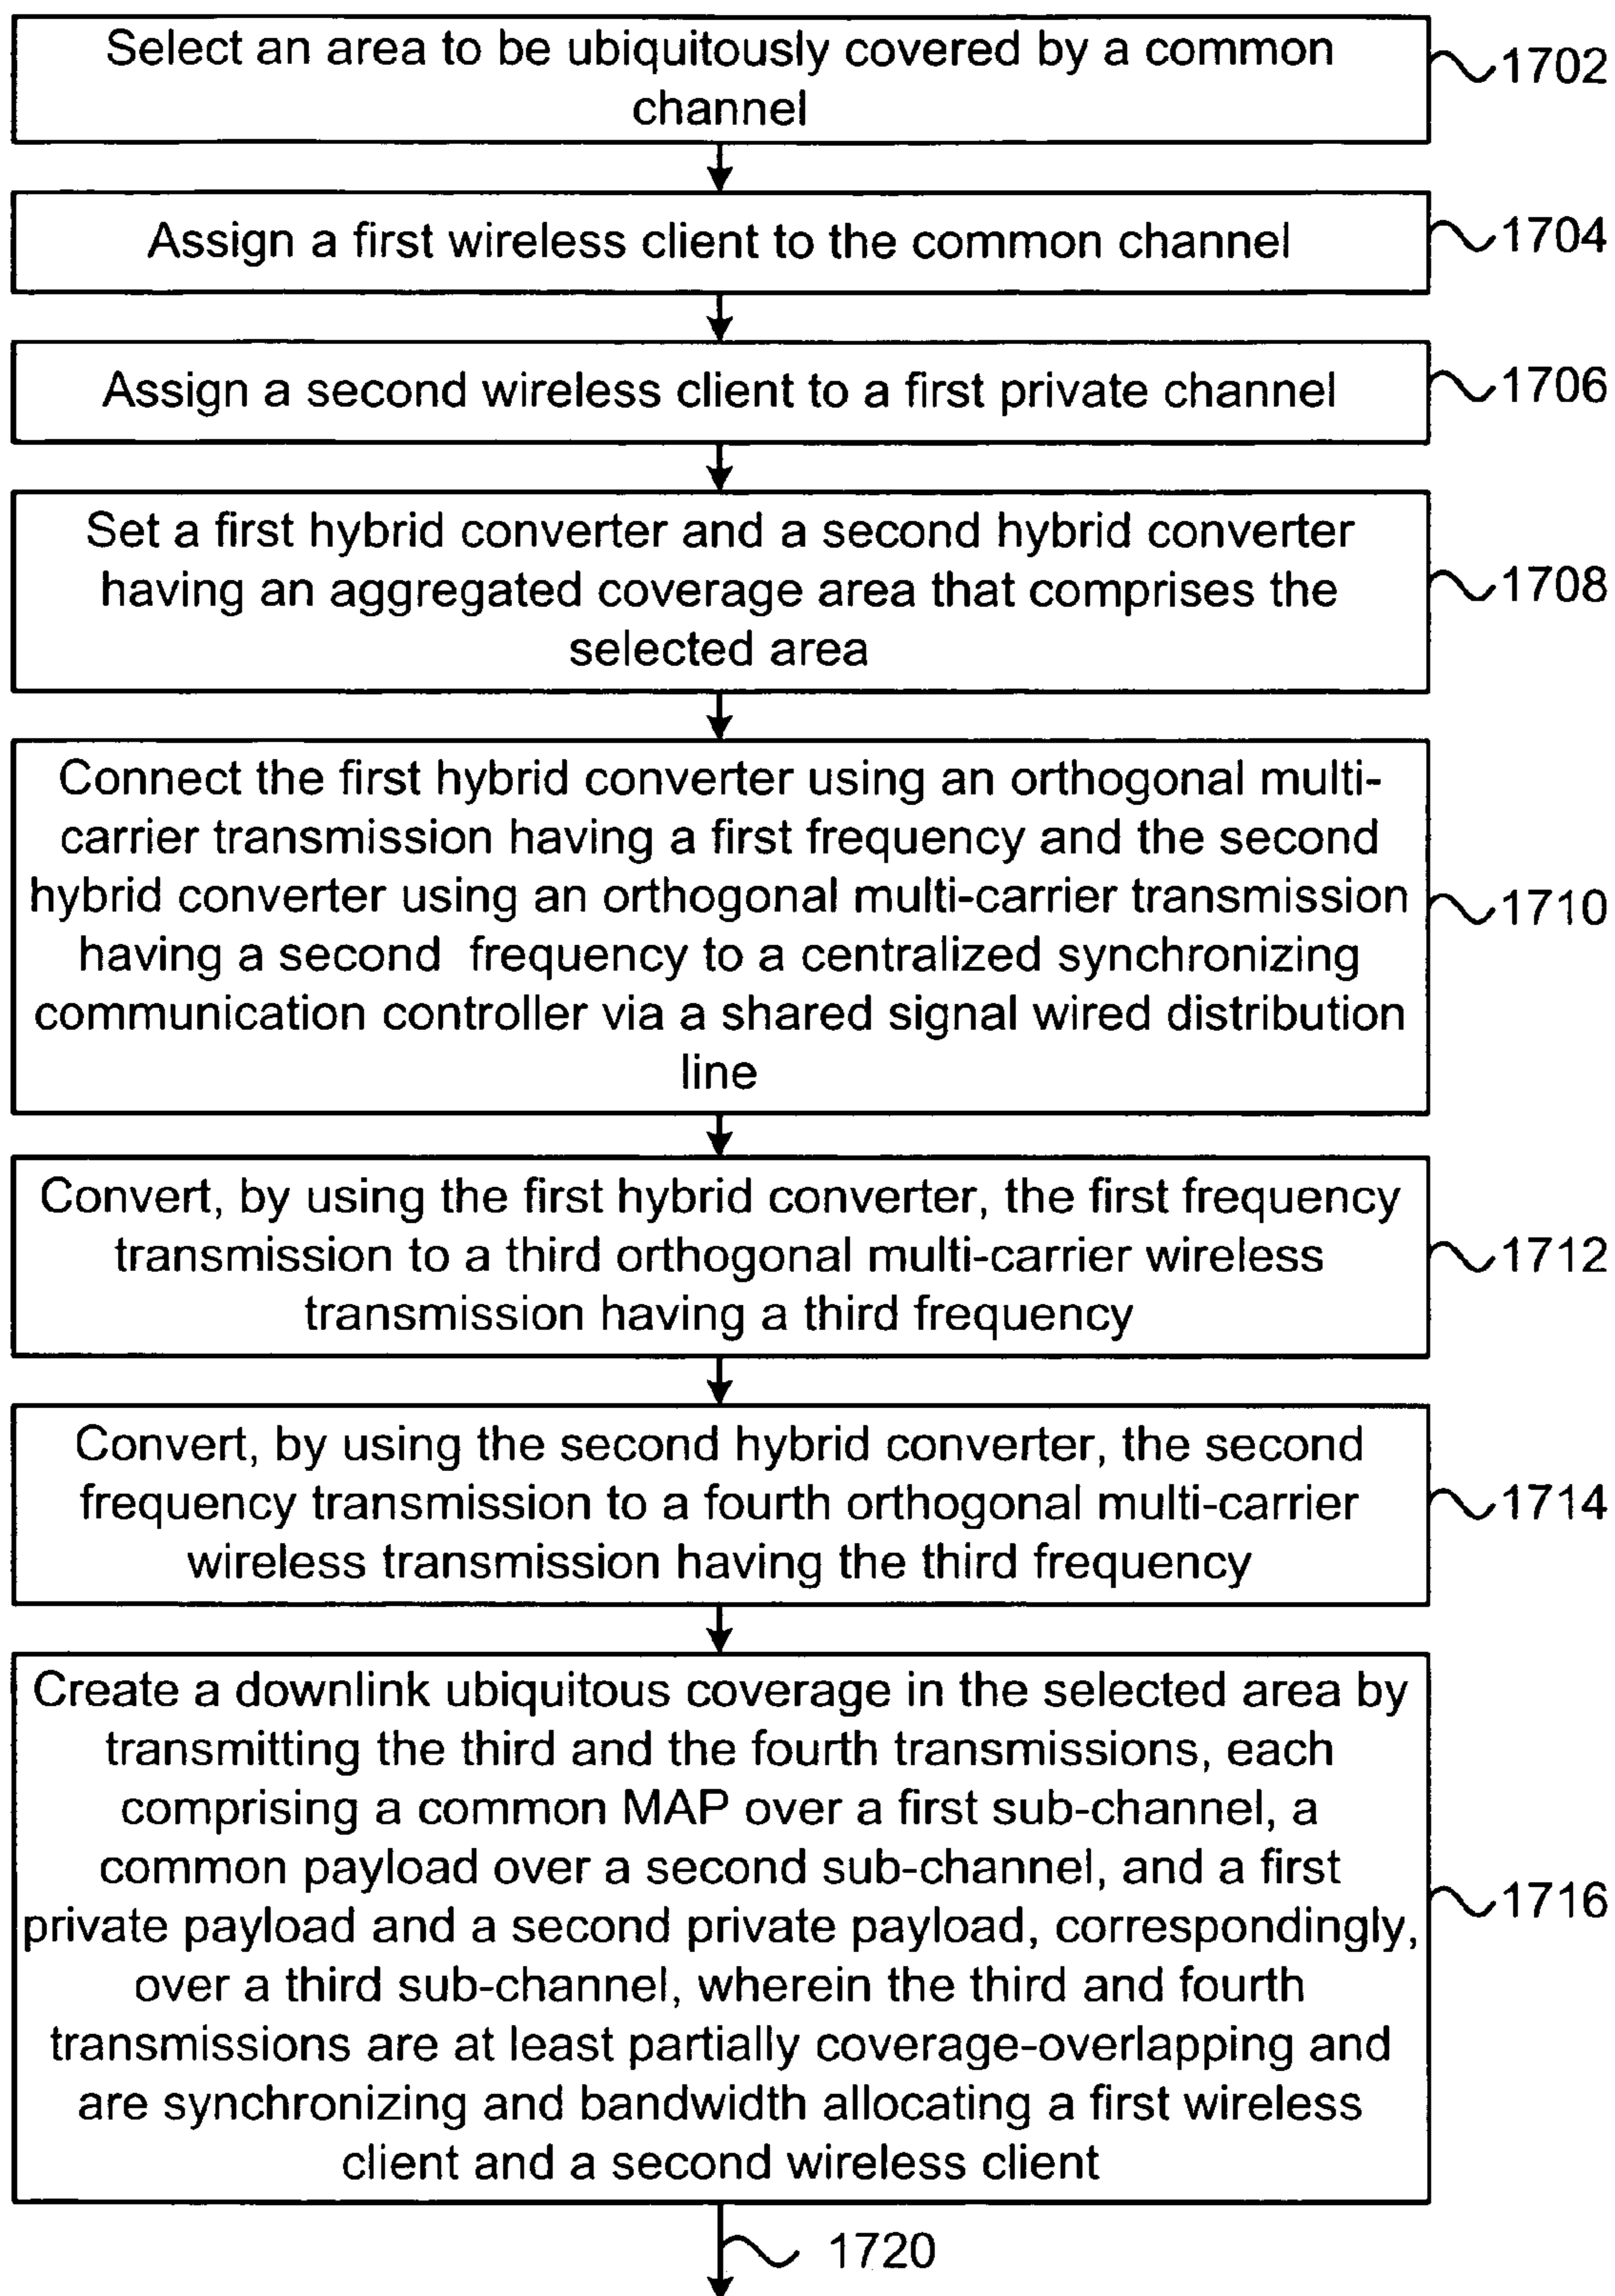 Select an area to be ubiquitously covered by a common
channel
1702
Assign a first wireless client to the common channel
1704
Assign a second wireless client to a first private channel
1706
Set a first hybrid converter and a second hybrid converter
having an aggregated coverage area that comprises the
selected area
1708
Connect the first hybrid converter using an orthogonal multi-
carrier transmission having a first frequency and the second
hybrid converter using an orthogonal multi-carrier transmission
having a second frequency to a centralized synchronizing
communication controller via a shared signal wired distribution
line
1710
Convert, by using the first hybrid converter, the first frequency
transmission to a third orthogonal multi-carrier wireless
transmission having a third frequency
1712
Convert, by using the second hybrid converter, the second
frequency transmission to a fourth orthogonal multi-carrier
wireless transmission having the third frequency
1714
Create a downlink ubiquitous coverage in the selected area by
transmitting the third and the fourth transmissions, each
comprising a common MAP over a first sub-channel, a
common payload over a second sub-channel, and a first
private payload and a second private payload, correspondingly,
over a third sub-channel, wherein the third and fourth
transmissions are at least partially coverage-overlapping and
are synchronizing and bandwidth allocating a first wireless
client and a second wireless client
1716
1720